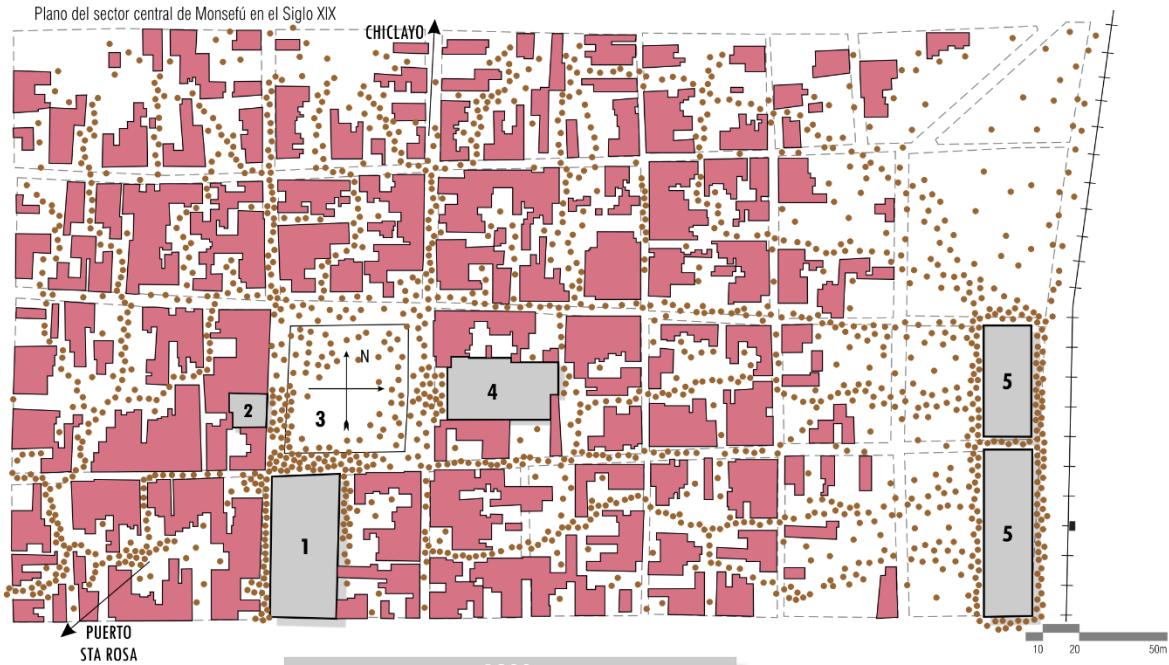 Plano del sector central de Monsefú en el Siglo XIX
CHICLAYO
N
2
3
4
5
1
5
PUERTO
STA ROSA
10 20 50m